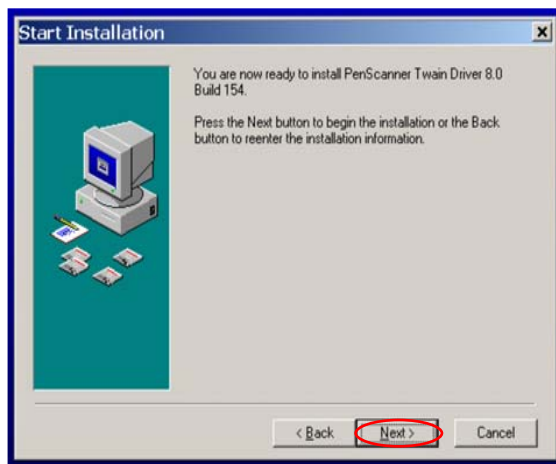 Start Installation
You are now ready to install PenScanner Twain Driver 8.0
Build 154.
Press the Next button to begin the installation or the Back
button to reenter the installation information.
< Back
Next >
Cancel